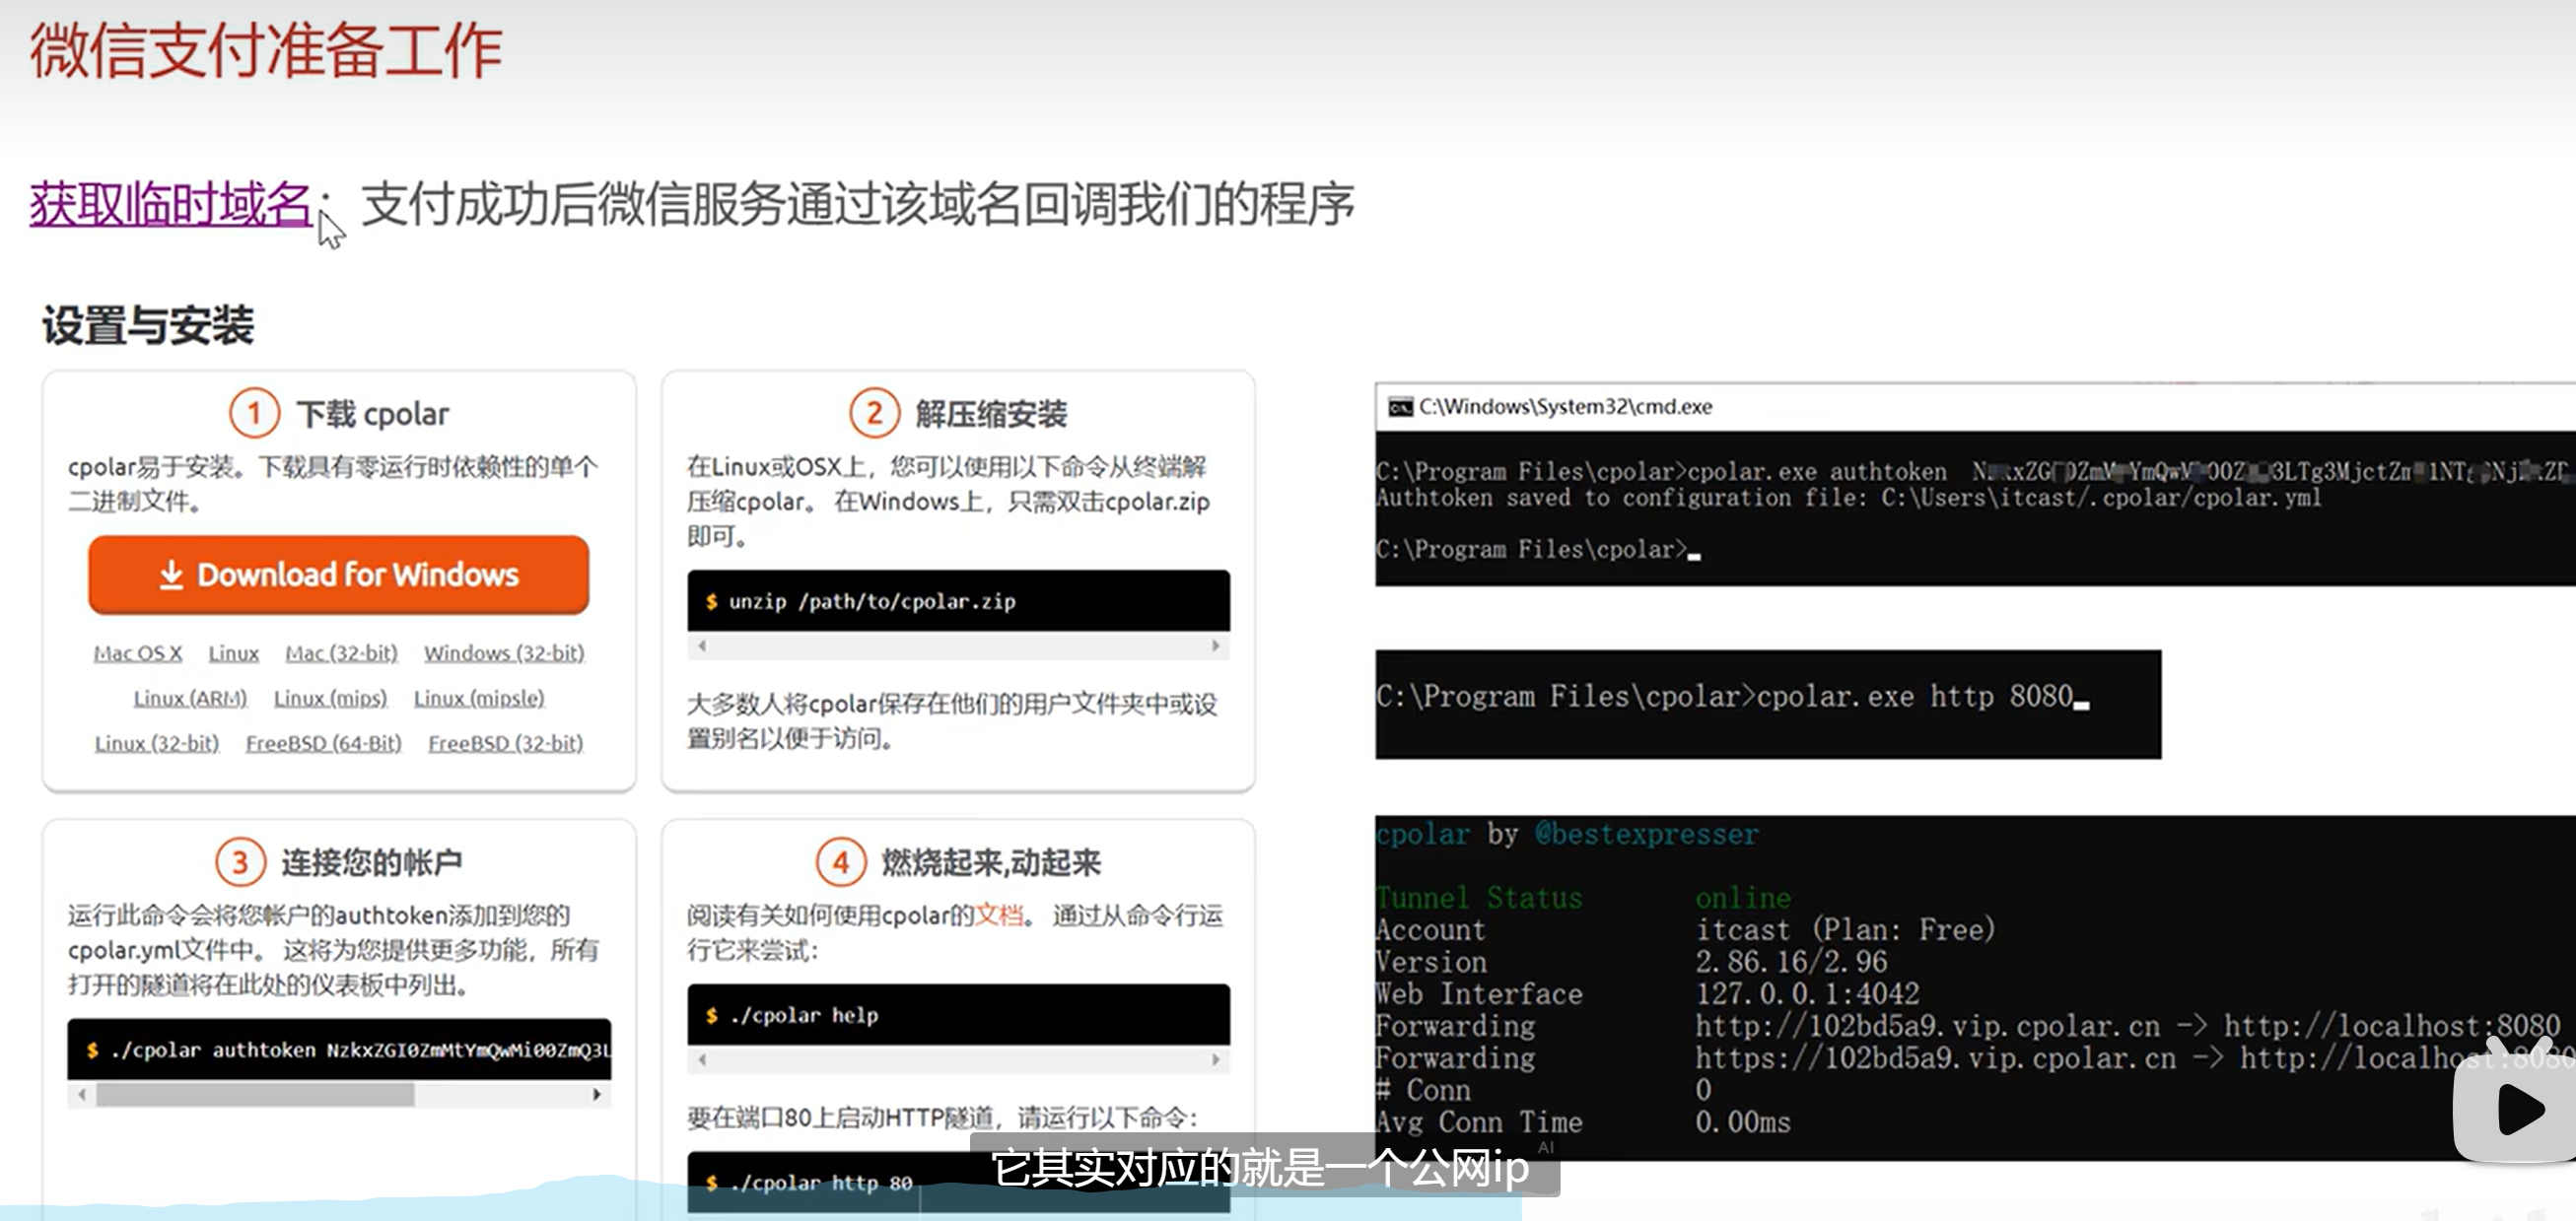 微信支付准备工作
获取临时域名：支付成功后微信服务通过该域名回调我们的程序
设置与安装
1 下载 cpolar
cpolar易于安装。下载具有零运行时依赖性的单个
二进制文件。
Download for Windows
Mac OS X Linux Mac (32-bit) Windows (32-bit)
Linux (ARM) Linux (mips) Linux (mipsle)
Linux (32-bit) FreeBSD (64-Bit) FreeBSD (32-bit)
2 解压缩安装
在Linux或OSX上，您可以使用以下命令从终端解
压缩cpolar。 在Windows上，只需双击cpolar.zip
即可。
$ unzip /path/to/cpolar.zip
大多数人将cpolar保存在他们的用户文件夹中或设
置别名以便于访问。
3 连接您的帐户
运行此命令会将您帐户的authtoken添加到您的
cpolar.yml文件中。 这将为您提供更多功能，所有
打开的隧道将在此处的仪表板中列出。
$ ./cpolar authtoken NzkxZGI0ZmMtYmQwMi00ZmQ3L
4 燃烧起来,动起来
阅读有关如何使用cpolar的文档。 通过从命令行运
行它来尝试：
$ ./cpolar help
要在端口80上启动HTTP隧道，请运行以下命令：
$ ./cpolar http 80
C:\Windows\System32\cmd.exe
C:\Program Files\cpolar>cpolar.exe authtoken
Authtoken saved to configuration file: C:\Users\itcast/.cpolar/cpolar.yml
C:\Program Files\cpolar>
C:\Program Files\cpolar>cpolar.exe http 8080
cpolar by @bestexpresser
Tunnel Status online
Account itcast (Plan: Free)
Version 2.86.16/2.96
Web Interface 127.0.0.1:4042
Forwarding http://102bd5a9.vip.cpolar.cn -> http://localhost:8080
Forwarding https://102bd5a9.vip.cpolar.cn -> http://localhost:8080
# Conn 0
Avg Conn Time 0.00ms
它其实对应的就是一个公网ip
AI